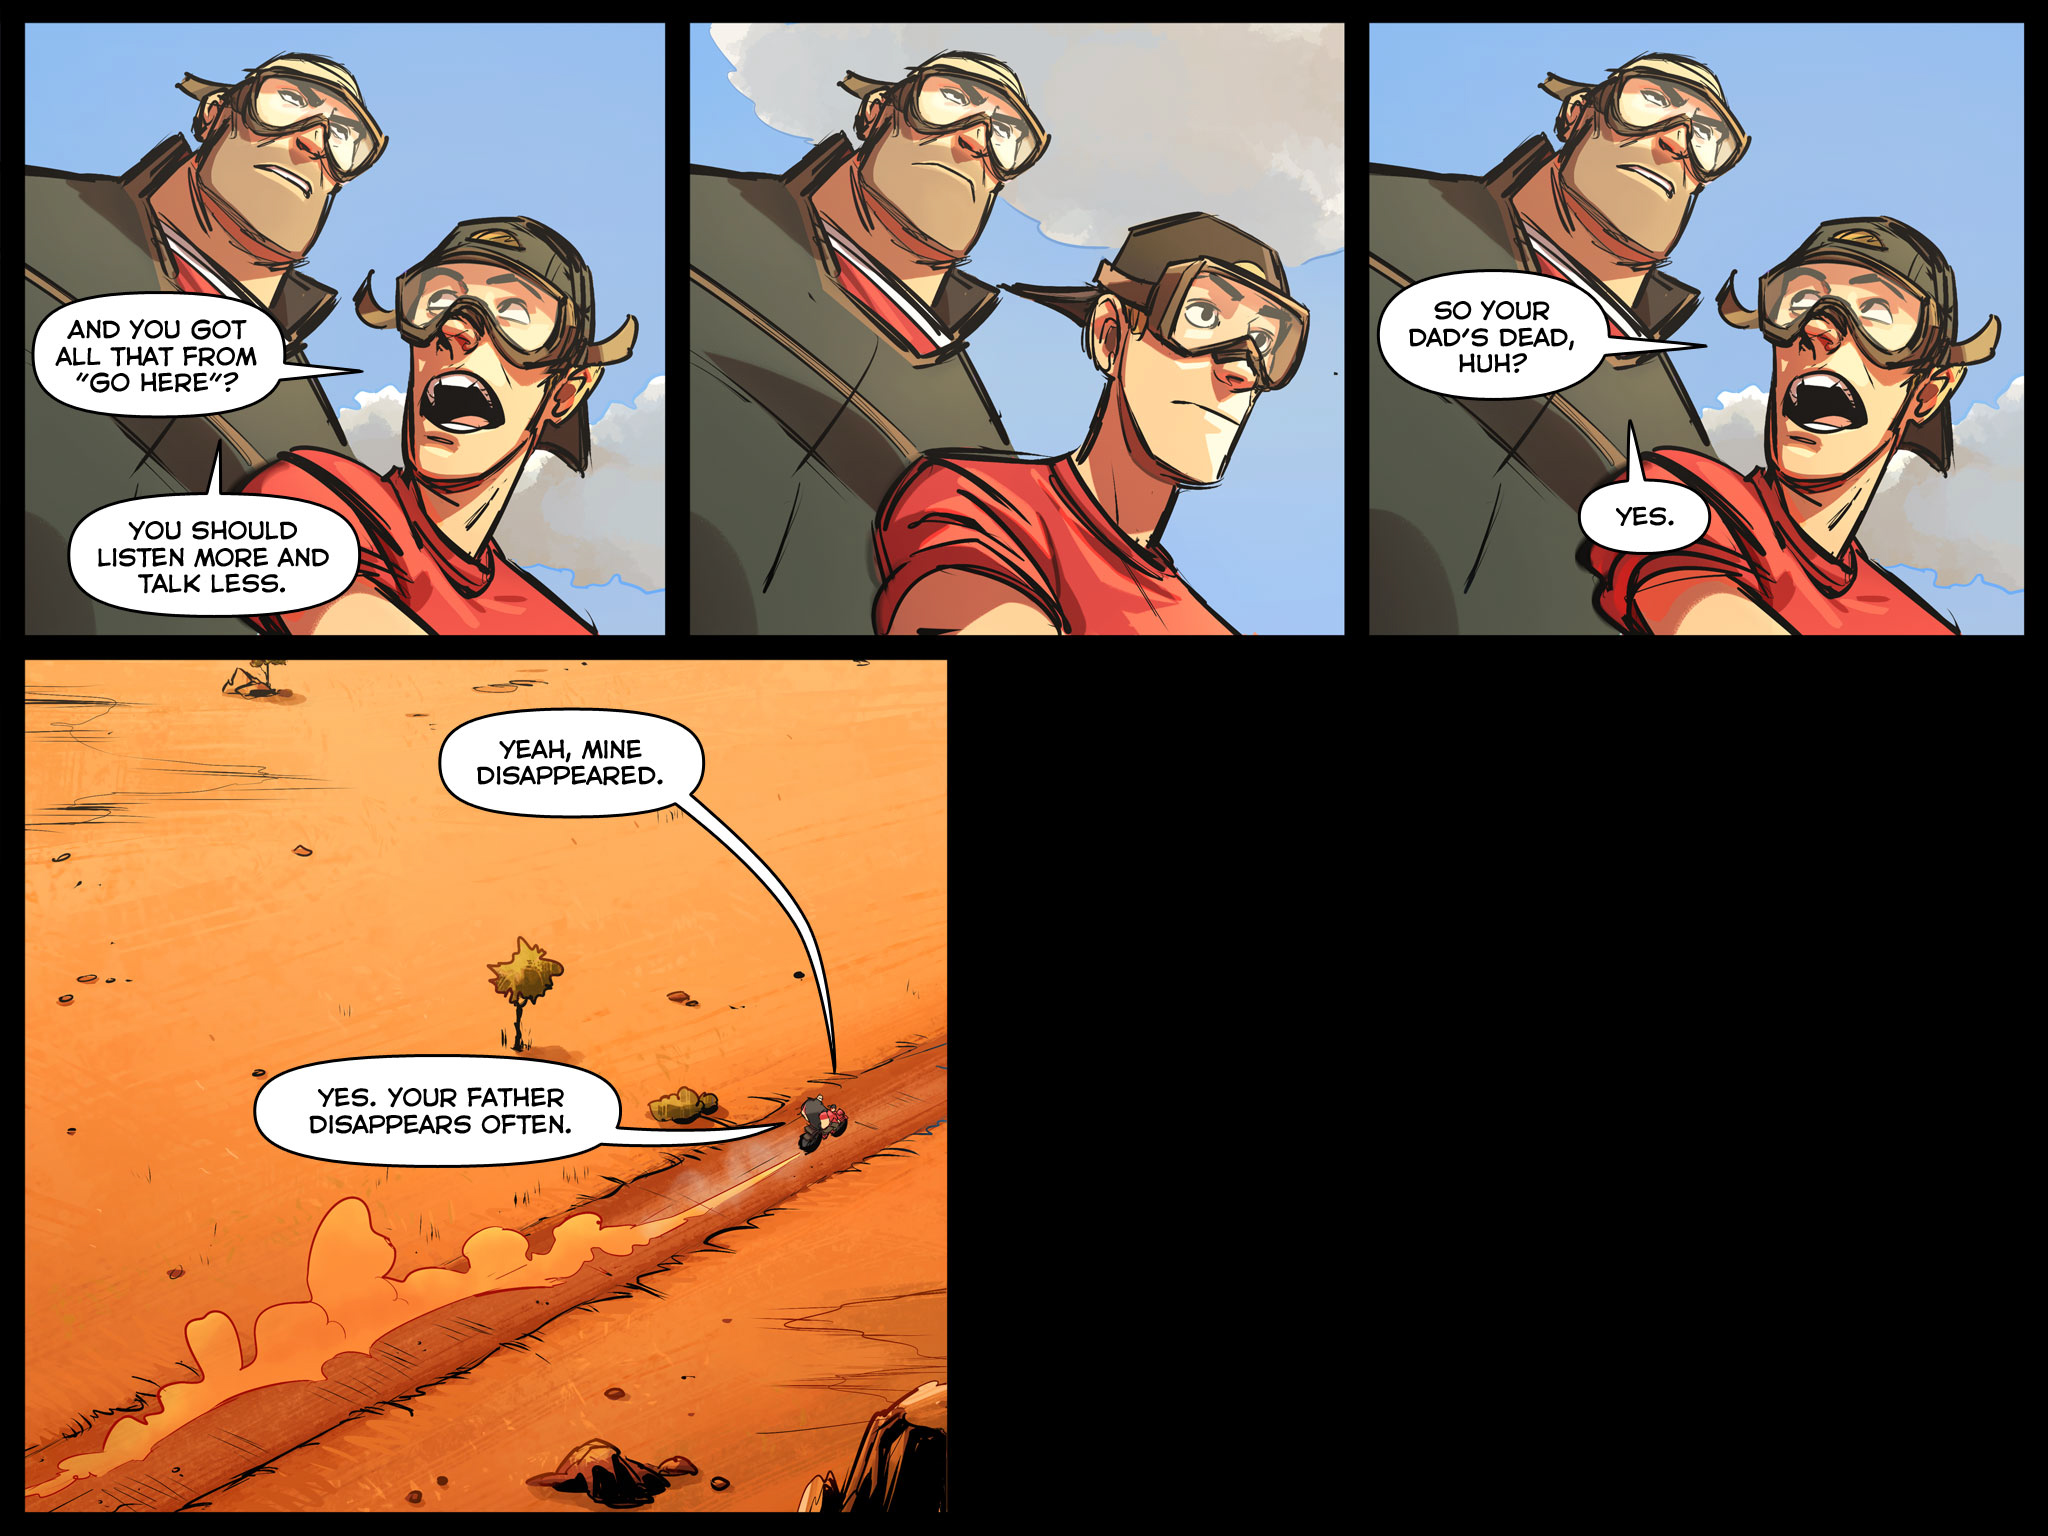 AND YOU GOT
ALL THAT FROM
"GO HERE"?
YOU SHOULD
LISTEN MORE AND
TALK LESS.
SO YOUR
DAD'S DEAD,
HUH?
YES.
YEAH, MINE
DISAPPEARED.
YES. YOUR FATHER
DISAPPEARS OFTEN.